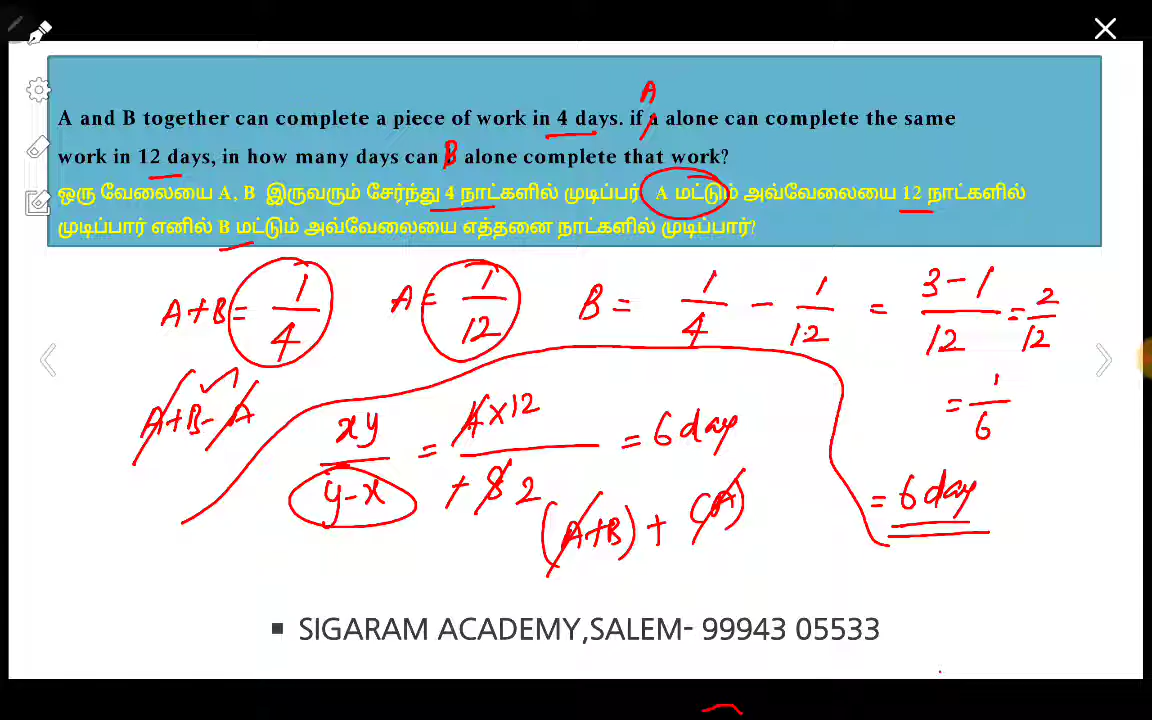 A and B together can complete a piece of work in 4 days. if A alone can complete the same
work in 12 days, in how many days can B alone complete that work?
ஒரு வேலையை A, B இருவரும் சேர்ந்து 4 நாட்களில் முடிப்பர் A மட்டும் அவ்வேலையை 12 நாட்களில்
முடிப்பார் எனில் B மட்டும் அவ்வேலையை எத்தனை நாட்களில் முடிப்பார்?
A+B = 1/4 A = 1/12 B = 1/4 - 1/12 = 3-1/12 = 2/12
= 1/6
A+B-A
xy/y-x = 4×12/+8 2 = 6 day
= 6 day
(A+B) + (A)
▪ SIGARAM ACADEMY,SALEM- 99943 05533